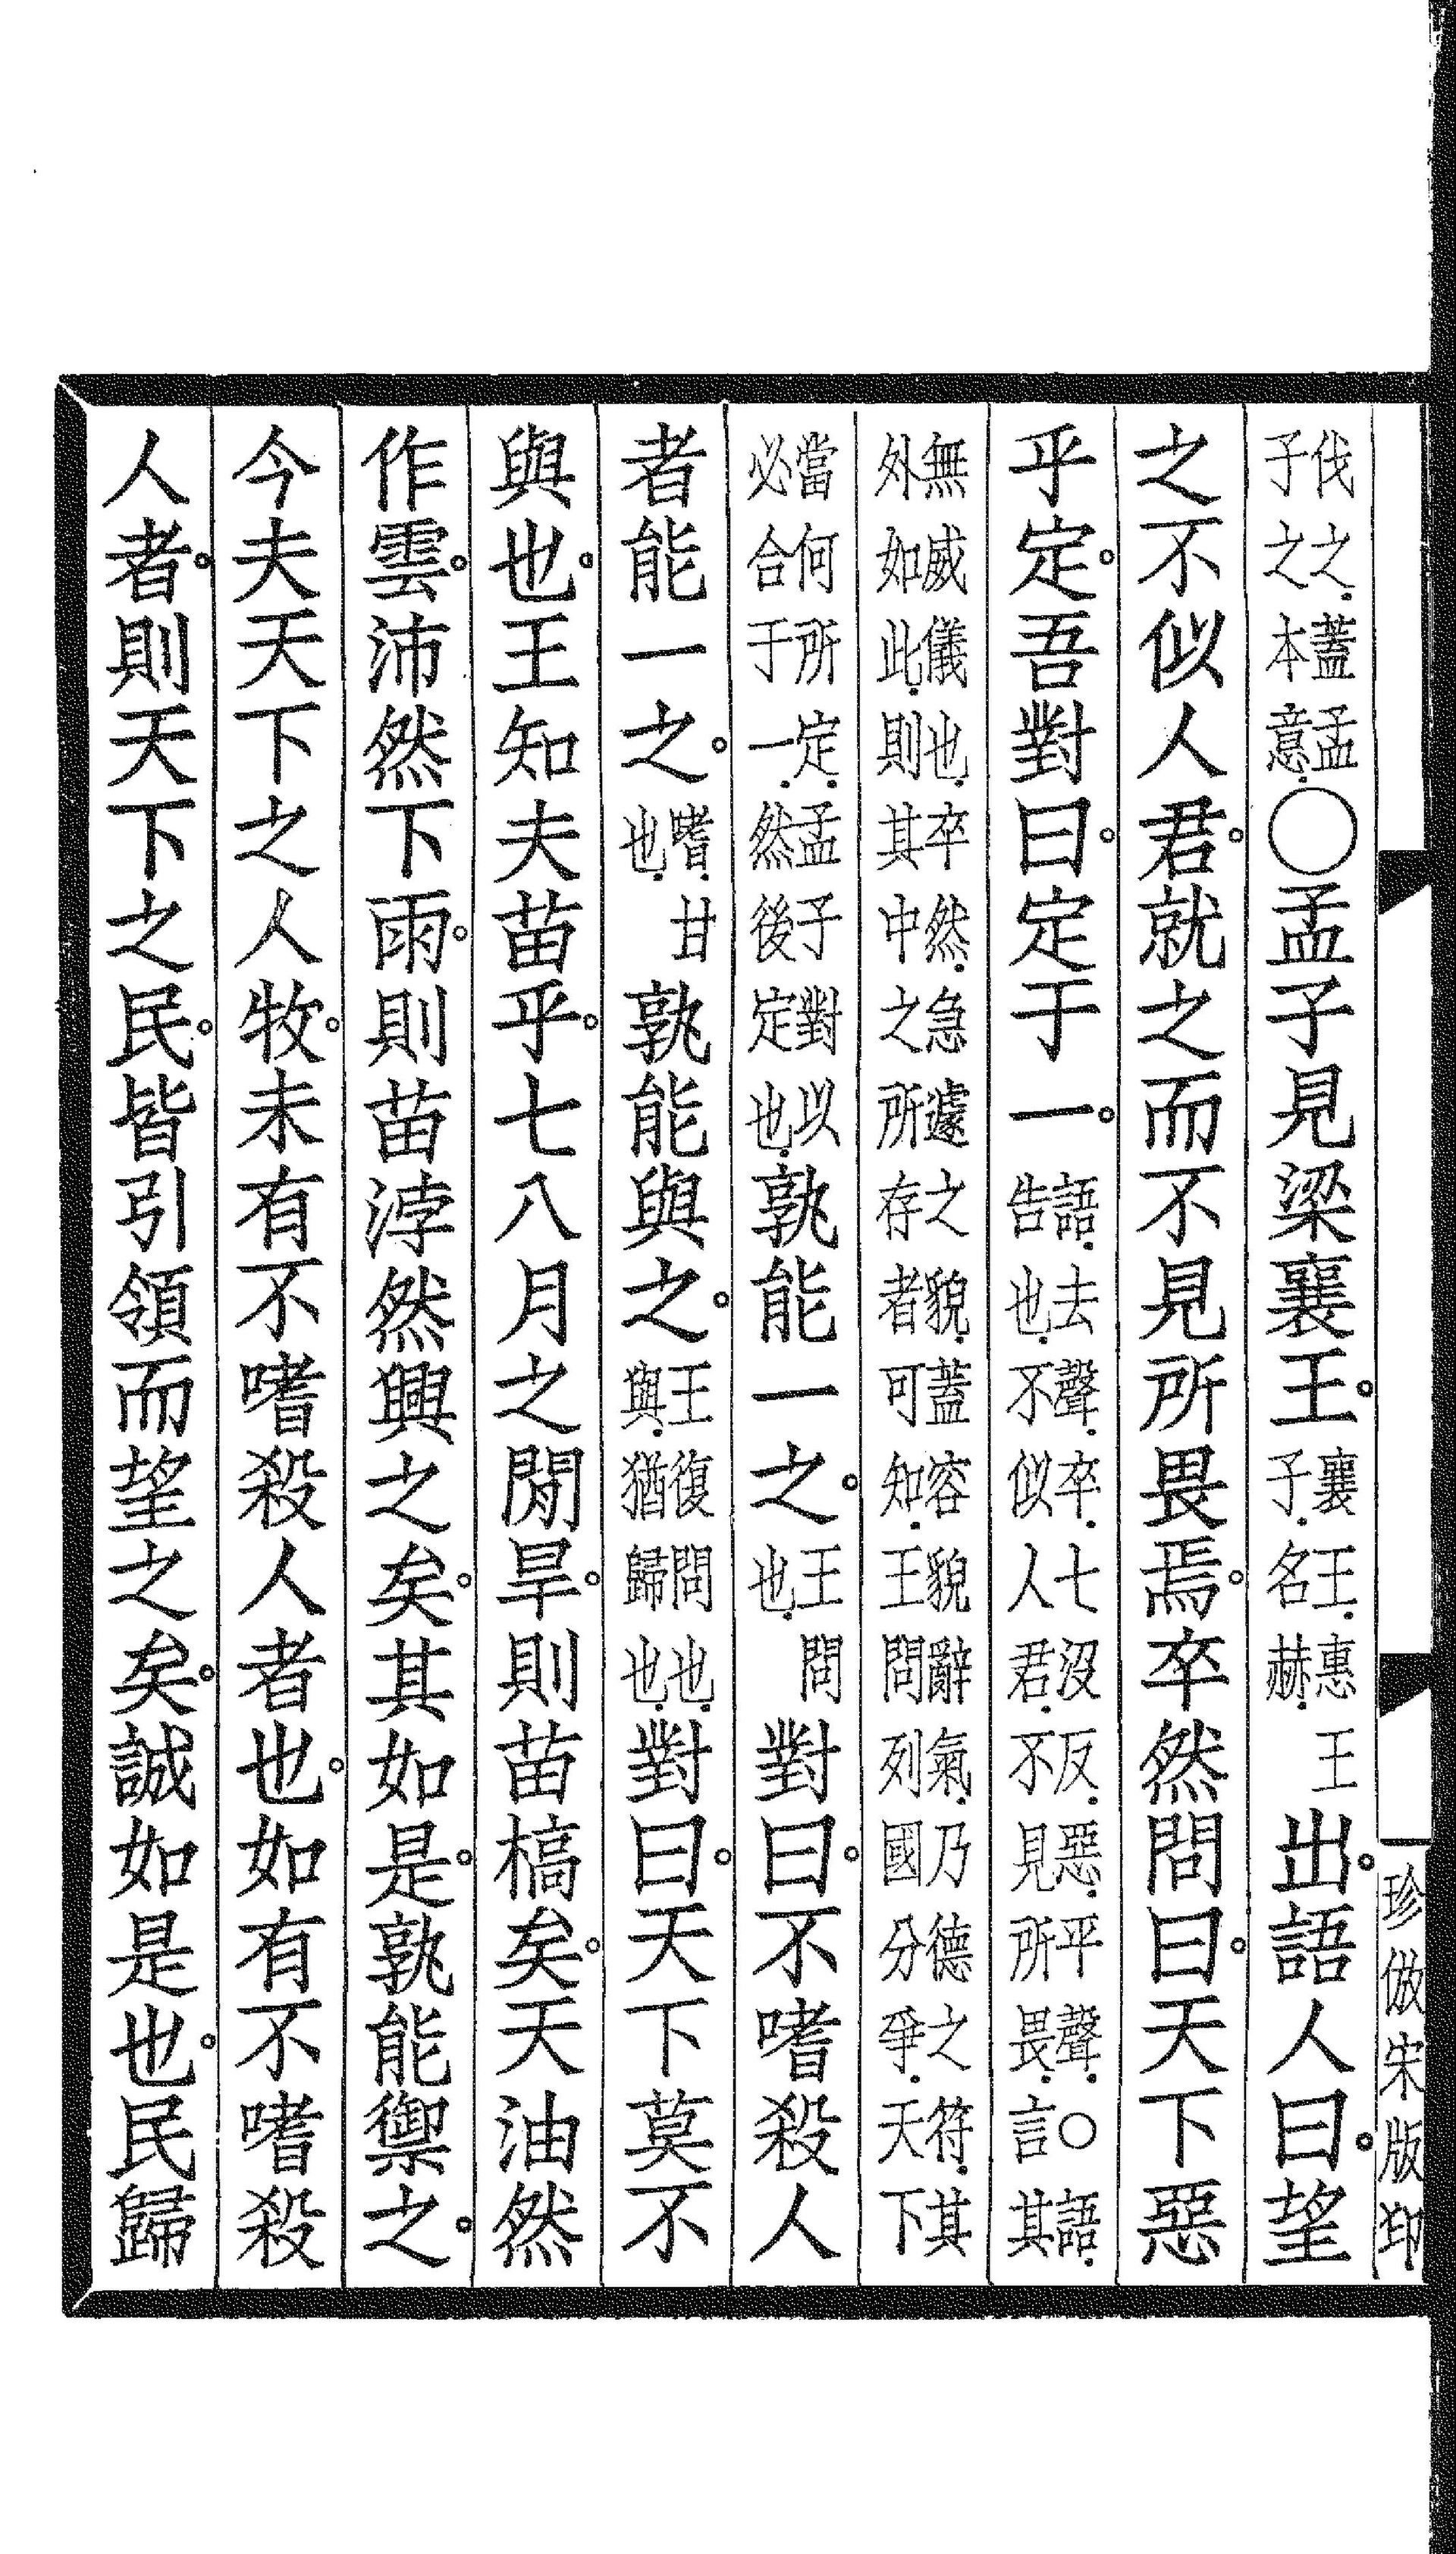 珍倣宋版印
伐之。蓋孟子之本意。○孟子見梁襄王。襄王。惠王子。名赫。出。語人曰。望
之不似人君。就之而不見所畏焉。卒然問曰。天下惡
乎定。吾對曰。定于一。語。去聲。卒。七沒反。惡。平聲。○語。告也。不似人君。不見所畏。言其
無威儀也。卒然。急遽之貌。蓋容貌辭氣。乃德之符。其外如此。則其中之所存者可知。王問列國分爭。天下
當何所定。孟子對以必合于一。然後定也。孰能一之。王問也。對曰。不嗜殺人
者能一之。嗜。甘也。孰能與之。王復問也。與猶歸也。對曰。天下莫不
與也。王知夫苗乎。七八月之閒旱。則苗槁矣。天油然
作雲。沛然下雨。則苗浡然興之矣。其如是。孰能禦之。
今夫天下之人牧。未有不嗜殺人者也。如有不嗜殺
人者。則天下之民。皆引領而望之矣。誠如是也。民歸